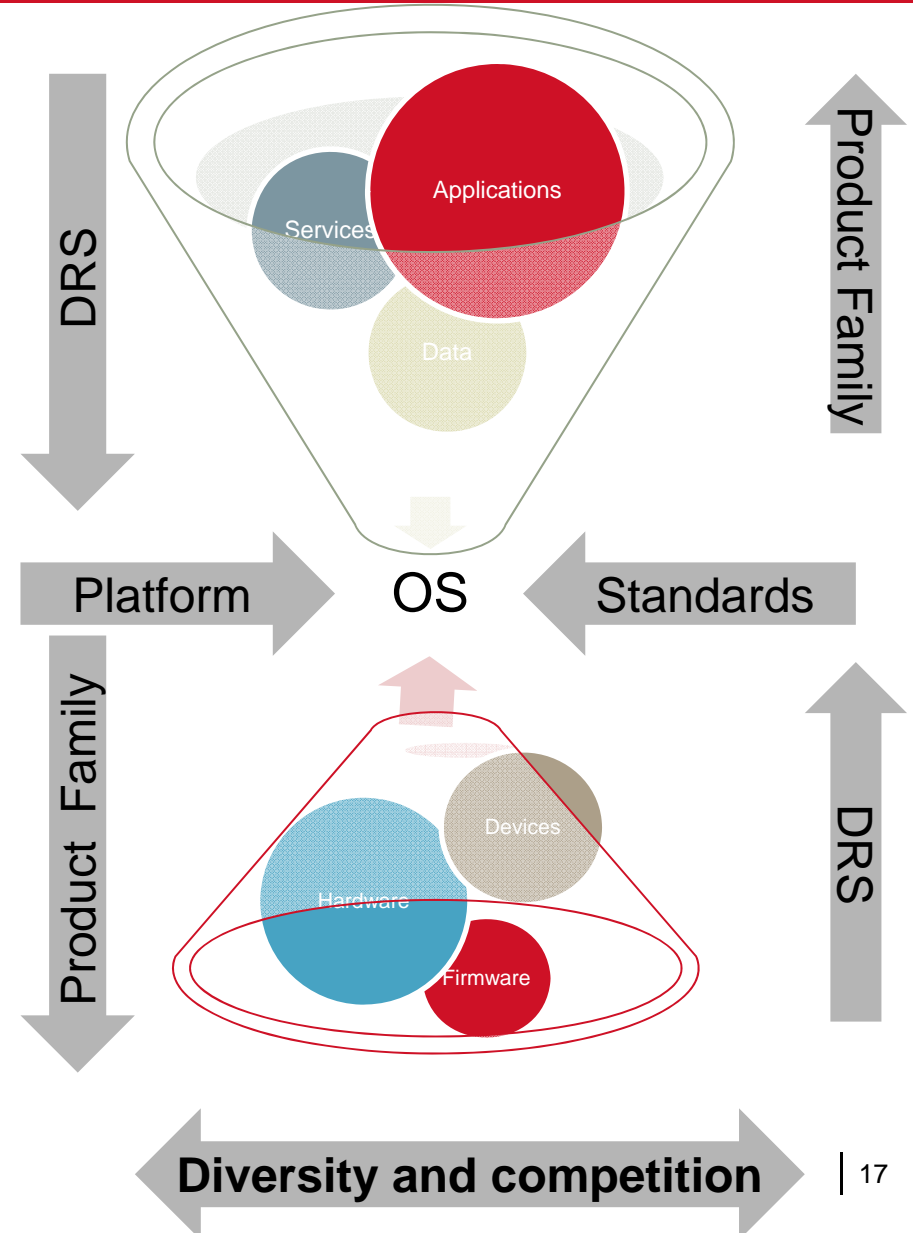 DRS
Product Family
Applications
Services
Data
Platform
OS
Standards
Product Family
DRS
Devices
Hardware
Firmware
Diversity and competition
17